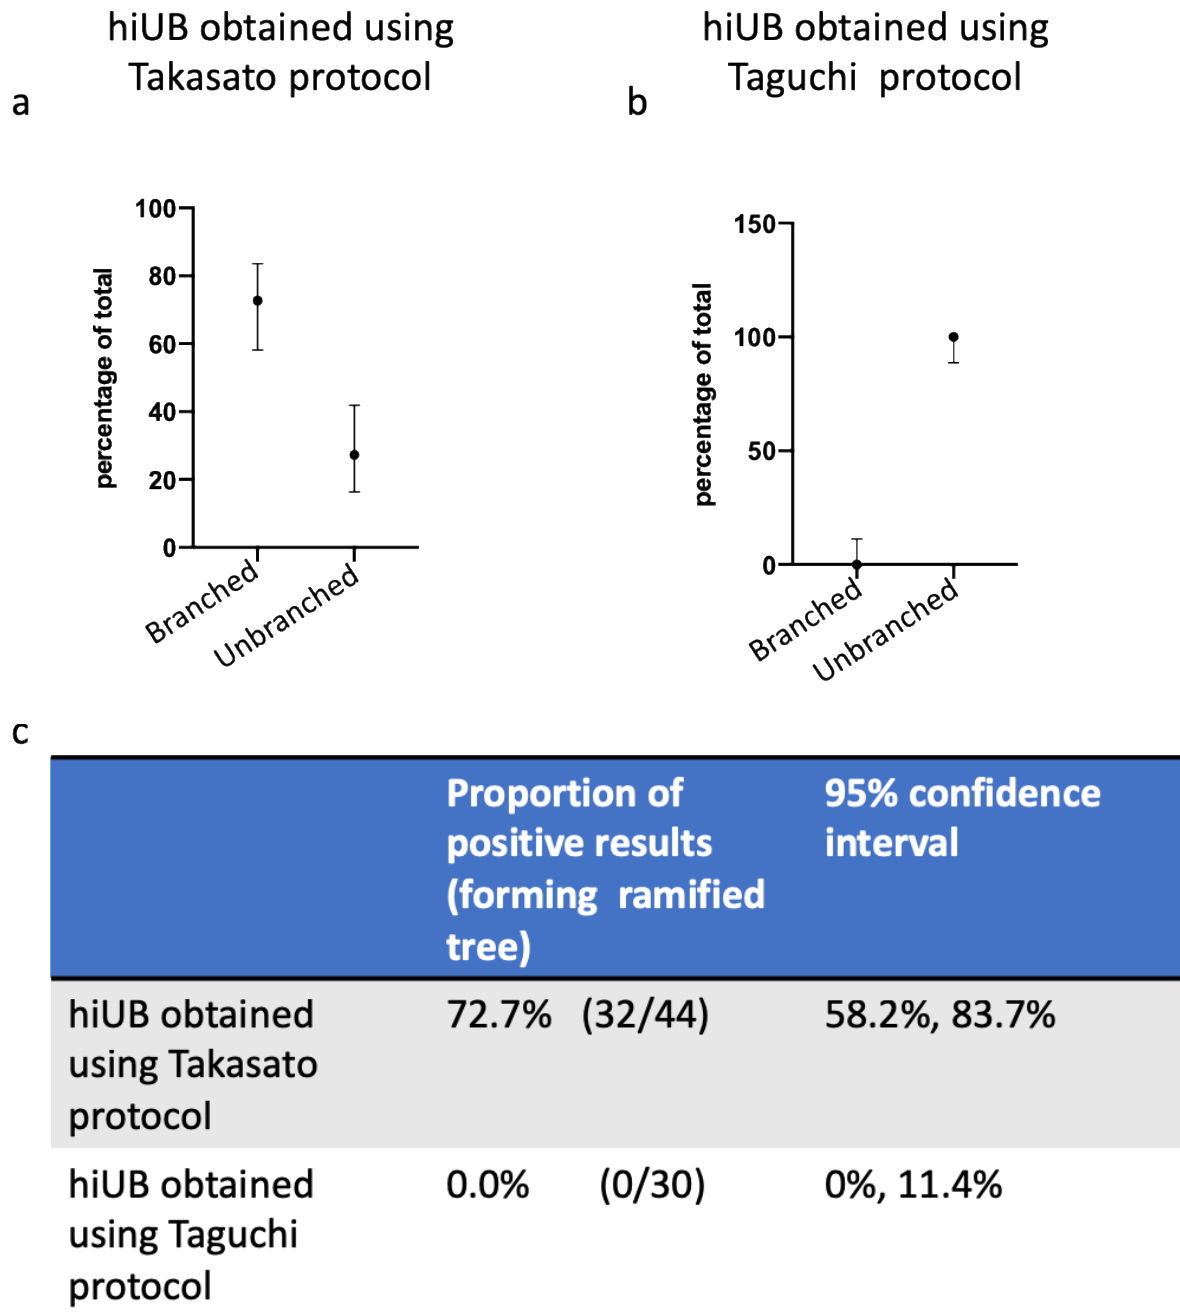 hiUB obtained using
Takasato protocol
hiUB obtained using
Taguchi  protocol
a
b
100
80
60
40
20
0
percentage of total
Branched
Unbranched
150
100
50
0
percentage of total
Branched
Unbranched
c
Proportion of
positive results
(forming  ramified
tree)
95% confidence
interval
hiUB obtained
using Takasato
protocol
72.7%  (32/44)
58.2%, 83.7%
hiUB obtained
using Taguchi
protocol
0.0%  (0/30)
0%, 11.4%